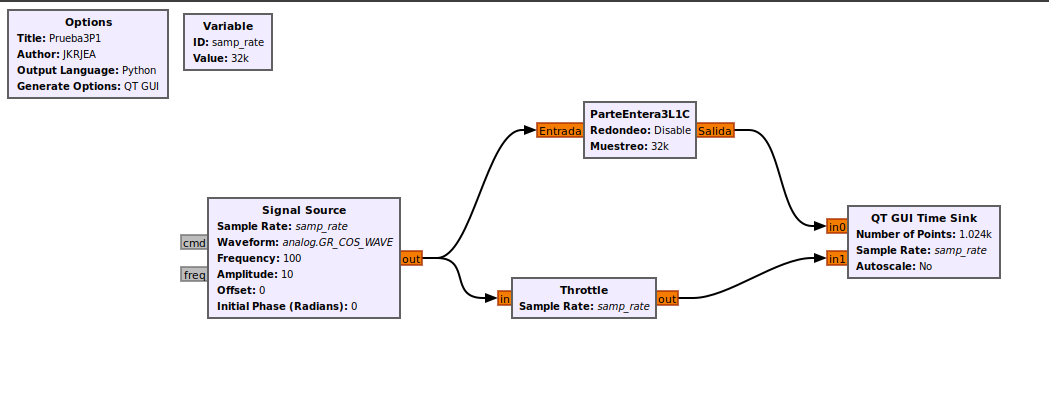 Options
Title: Prueba3P1
Author: JKRJEA
Output Language: Python
Generate Options: QT GUI
Variable
ID: samp_rate
Value: 32k
ParteEntera3L1C
Redondeo: Disable
Muestreo: 32k
Entrada
Salida
Signal Source
Sample Rate: samp_rate
Waveform: analog.GR_COS_WAVE
Frequency: 100
Amplitude: 10
Offset: 0
Initial Phase (Radians): 0
cmd
freq
out
Throttle
Sample Rate: samp_rate
in
out
QT GUI Time Sink
Number of Points: 1.024k
Sample Rate: samp_rate
Autoscale: No
in0
in1